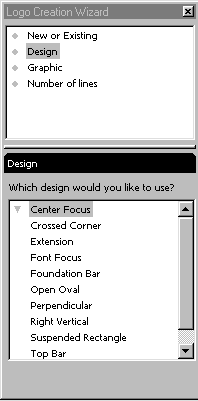 Logo Creation Wizard
New or Existing
Design
Graphic
Number of lines
Design
Which design would you like to use?
Center Focus
Crossed Corner
Extension
Font Focus
Foundation Bar
Open Oval
Perpendicular
Right Vertical
Suspended Rectangle
Top Bar